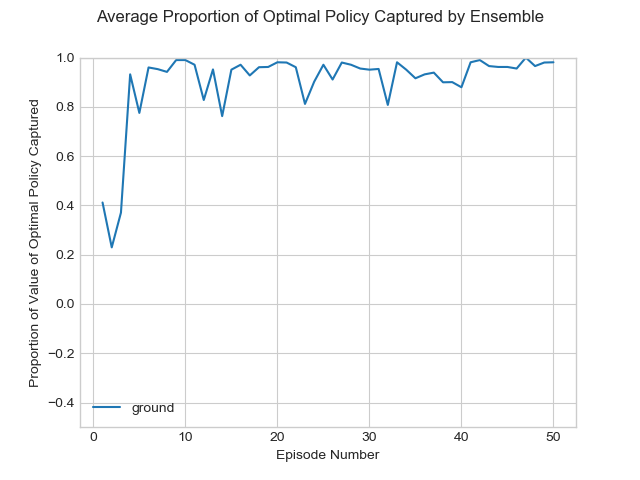 Average Proportion of Optimal Policy Captured by Ensemble
1.0
0.8
0.6
0.4
0.2
0.0
−0.2
−0.4
Proportion of Value of Optimal Policy Captured
ground
0 10 20 30 40 50
Episode Number